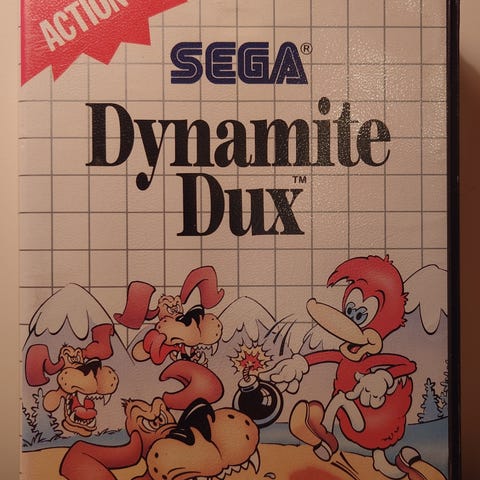 ACTION
SEGA®
Dynamite
Dux™